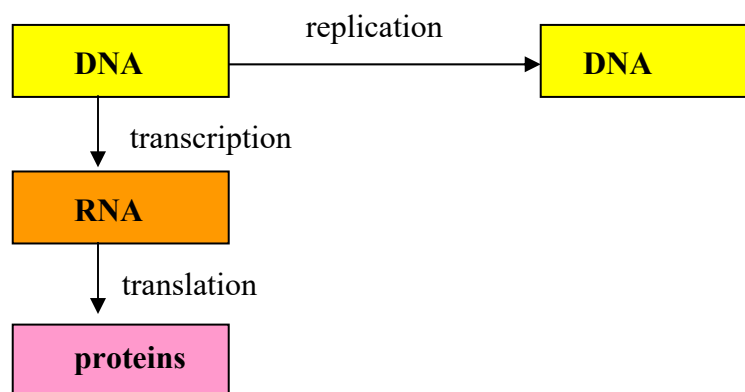 replication
DNA
DNA
transcription
RNA
translation
proteins